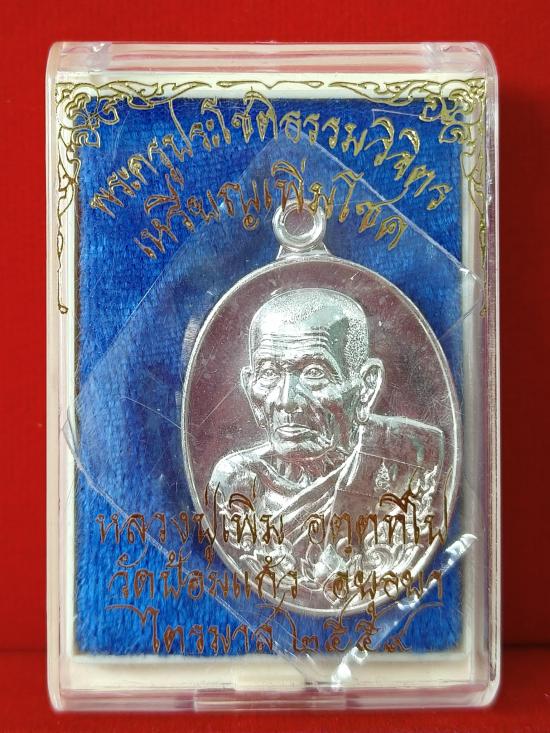 พระครูประโชติธรรมวิจิตร
เหรียญเพิ่มโชค
หลวงปู่เพิ่ม อตฺตทีโป
วัดป้อมแก้ว อยุธยา
ไตรมาส ๒๕๕๙